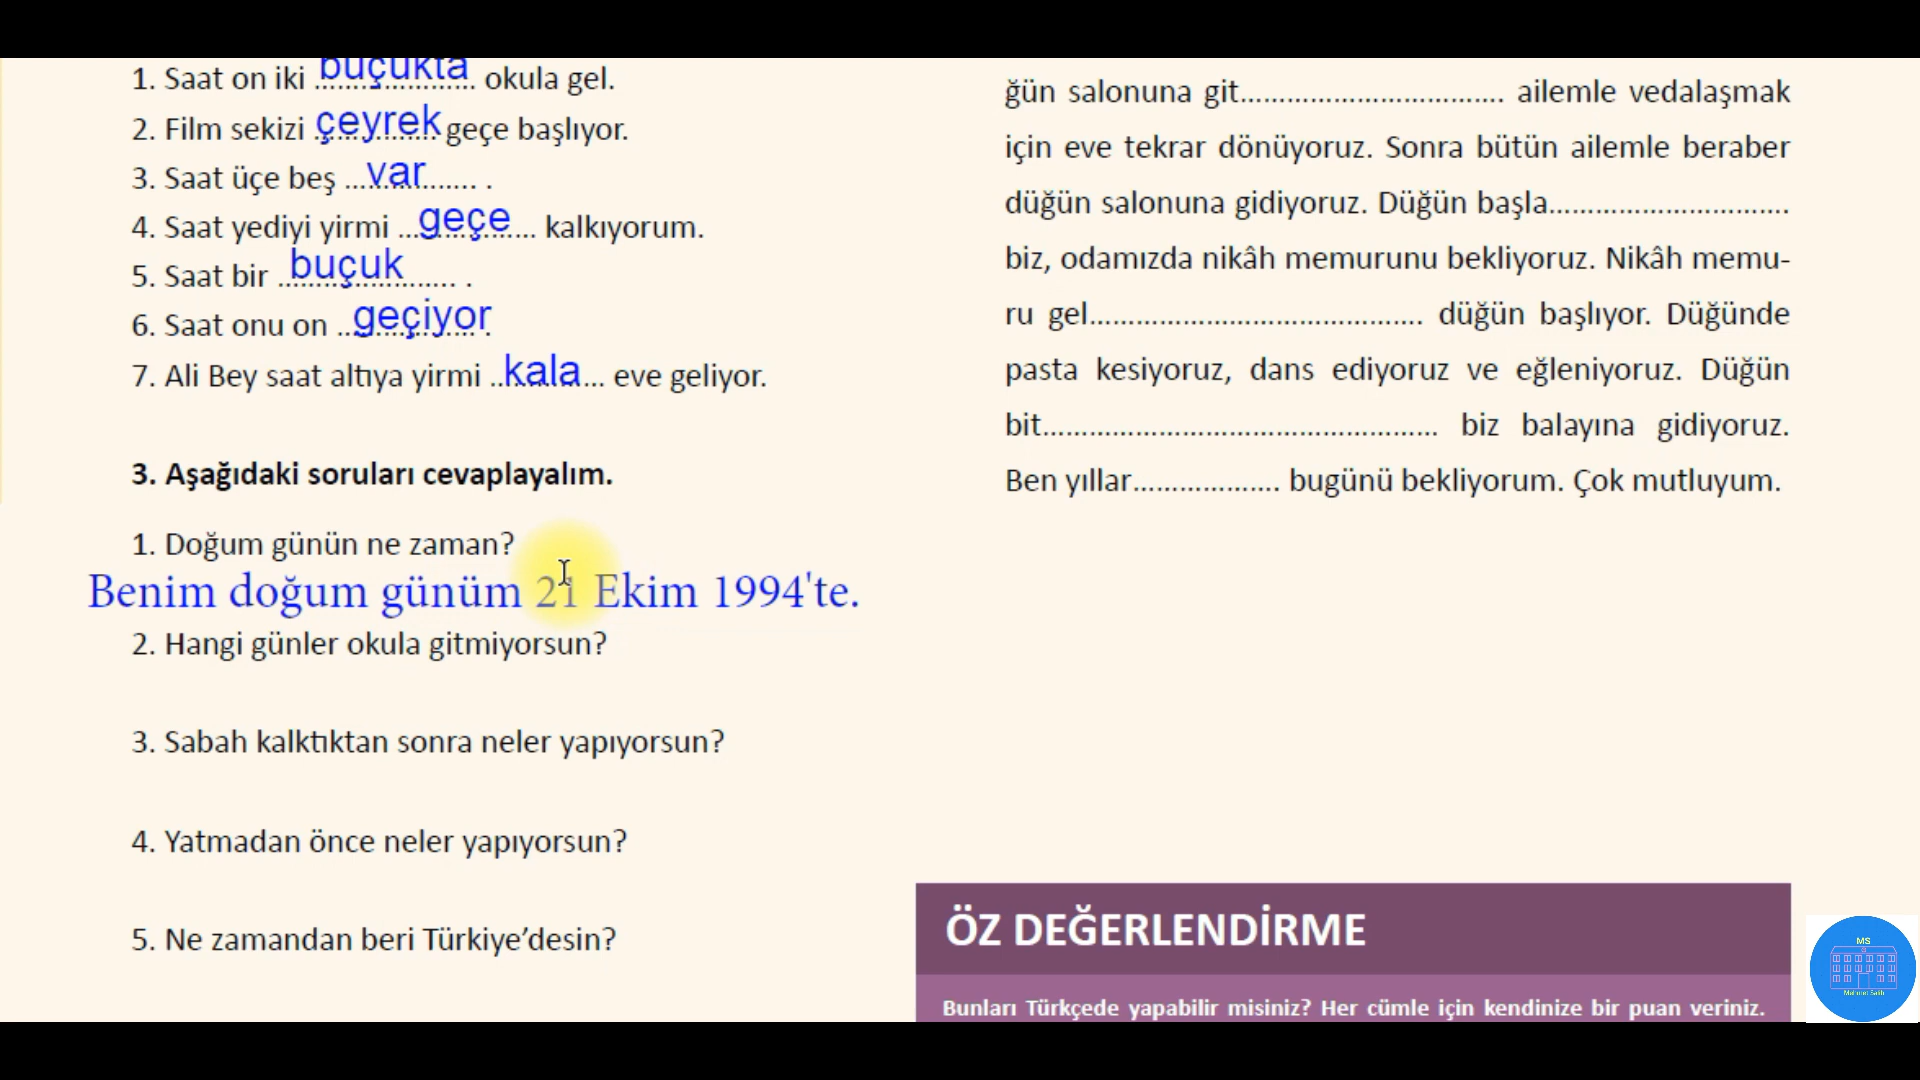 1. Saat on iki buçukta okula gel.
2. Film sekizi çeyrek geçe başlıyor.
3. Saat üçe beş ....var........ .
4. Saat yediyi yirmi ...geçe... kalkıyorum.
5. Saat bir ...buçuk........ .
6. Saat onu on ..geçiyor.
7. Ali Bey saat altıya yirmi ..kala... eve geliyor.
3. Aşağıdaki soruları cevaplayalım.
1. Doğum günün ne zaman?
Benim doğum günüm 21 Ekim 1994'te.
2. Hangi günler okula gitmiyorsun?
3. Sabah kalktıktan sonra neler yapıyorsun?
4. Yatmadan önce neler yapıyorsun?
5. Ne zamandan beri Türkiye’desin?
ğün salonuna git.................................. ailemle vedalaşmak
için eve tekrar dönüyoruz. Sonra bütün ailemle beraber
düğün salonuna gidiyoruz. Düğün başla...............................
biz, odamızda nikâh memurunu bekliyoruz. Nikâh memu-
ru gel........................................... düğün başlıyor. Düğünde
pasta kesiyoruz, dans ediyoruz ve eğleniyoruz. Düğün
bit................................................... biz balayına gidiyoruz.
Ben yıllar................... bugünü bekliyorum. Çok mutluyum.
ÖZ DEĞERLENDİRME
Bunları Türkçede yapabilir misiniz? Her cümle için kendinize bir puan veriniz.
MS
Mehmet Salih